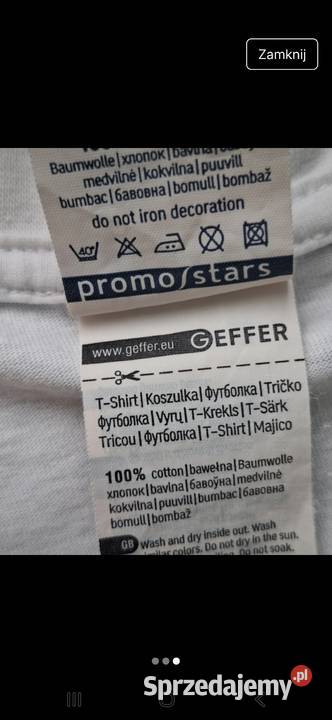 Zamknij
Baumwolle|хлопок|bavlna|
medvilnė|kokvilna|puuvill
bumbac|бавовна|bomull|bombaž
do not iron decoration
40°
promo/stars
www.geffer.eu GEFFER
T-Shirt|Koszulka|футболка|Tričko
футболка|Vyrų|T-Krekls|T-Särk
Tricou|футболка|T-Shirt|Majico
100% cotton|bawełna|Baumwolle
хлопок|bavlna|бавоўна|medvilnė
kokvilna|puuvill|bumbac|бавовна
bomull|bombaž
GB Wash and dry inside out. Wash
similar colors. Do not dry in the sun.
Do not soak.
Sprzedajemy.pl